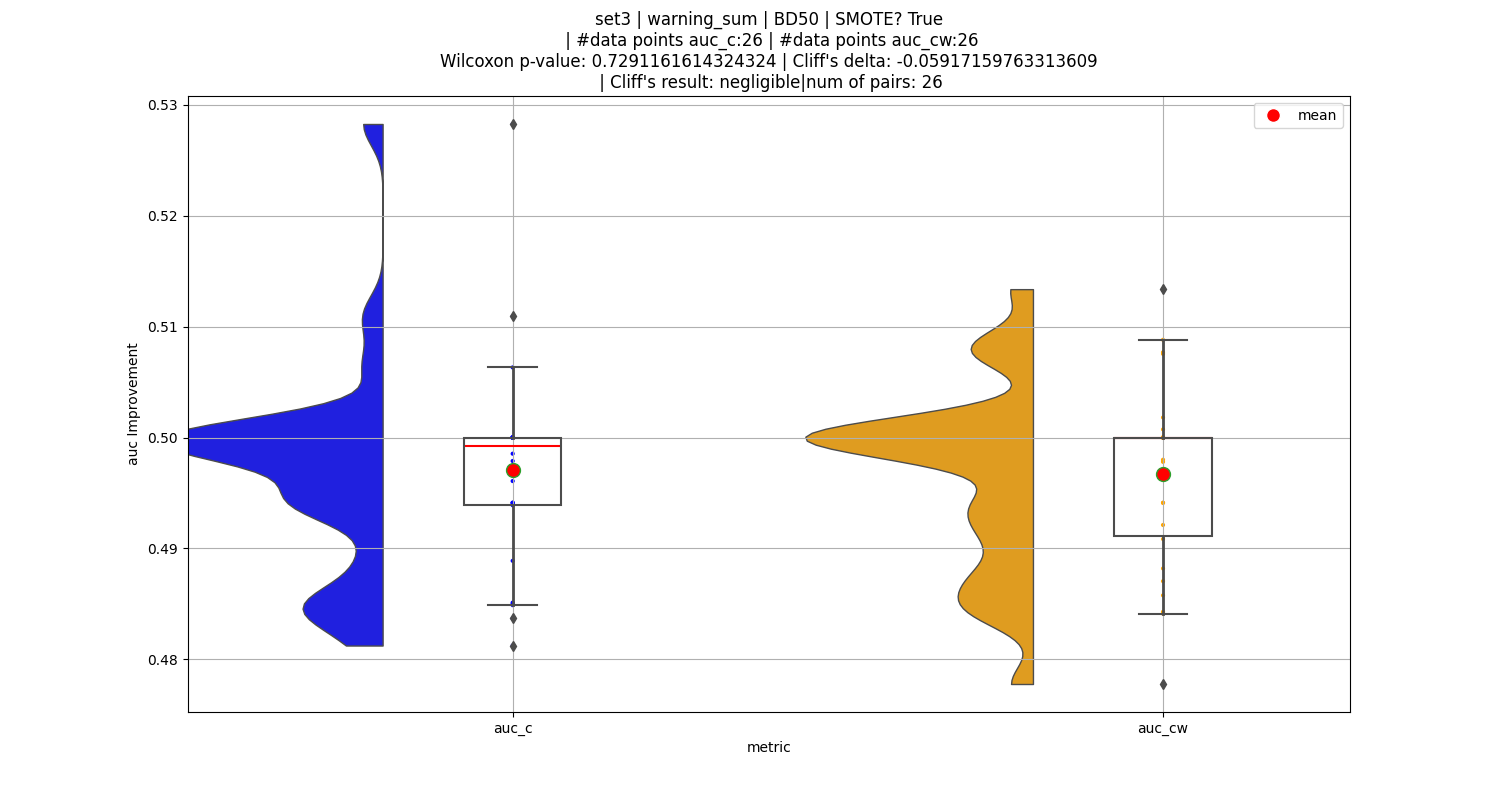 set3 | warning_sum | BD50 | SMOTE? True
| #data points auc_c:26 | #data points auc_cw:26
Wilcoxon p-value: 0.7291161614324324 | Cliff's delta: -0.05917159763313609
| Cliff's result: negligible|num of pairs: 26
mean
0.53
0.52
0.51
0.50
0.49
0.48
auc Improvement
auc_c
auc_cw
metric